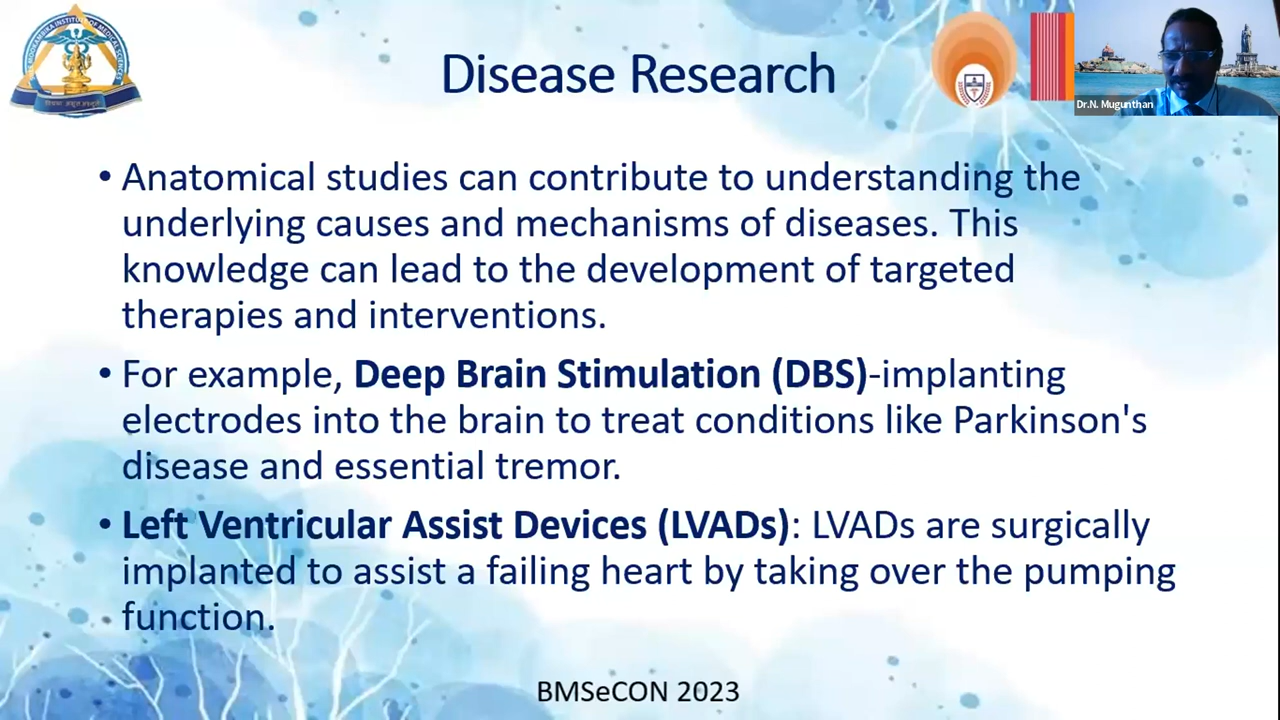 Disease Research
Dr.N. Mugunthan
• Anatomical studies can contribute to understanding the
underlying causes and mechanisms of diseases. This
knowledge can lead to the development of targeted
therapies and interventions.
• For example, Deep Brain Stimulation (DBS)-implanting
electrodes into the brain to treat conditions like Parkinson's
disease and essential tremor.
• Left Ventricular Assist Devices (LVADs): LVADs are surgically
implanted to assist a failing heart by taking over the pumping
function.
BMSeCON 2023